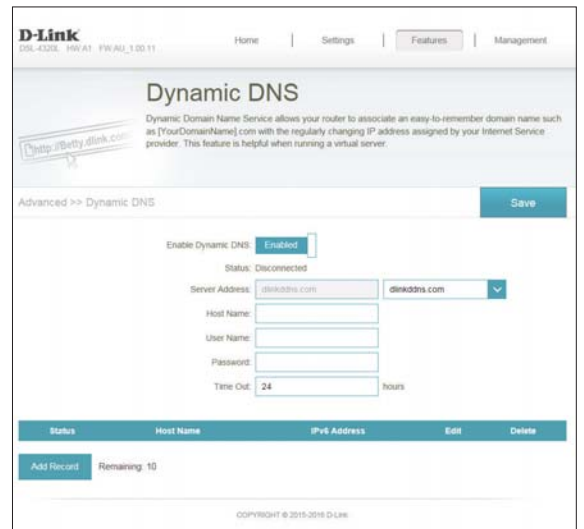 D-Link
DSL-4320L HW:A1 FW:AU_1.00.11
Home | Settings | Features | Management
Dynamic DNS
Dynamic Domain Name Service allows your router to associate an easy-to-remember domain name such
as [YourDomainName].com with the regularly changing IP address assigned by your Internet Service
provider. This feature is helpful when running a virtual server.
http://Betty.dlink.com
Advanced >> Dynamic DNS
Save
Enable Dynamic DNS: Enabled
Status: Disconnected
Server Address: dlinkddns.com dlinkddns.com
Host Name:
User Name:
Password:
Time Out: 24 hours
Status Host Name IPv6 Address Edit Delete
Add Record Remaining: 10
COPYRIGHT © 2015-2016 D-Link